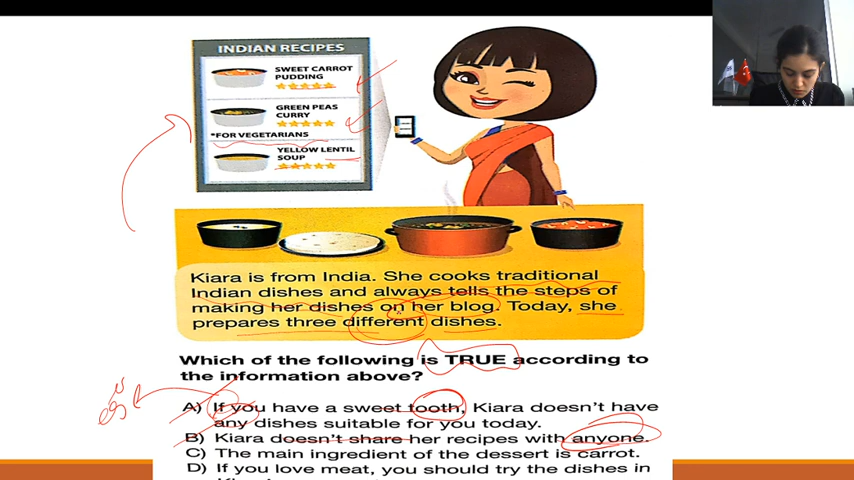 INDIAN RECIPES
SWEET CARROT
PUDDING
GREEN PEAS
CURRY
*FOR VEGETARIANS
YELLOW LENTIL
SOUP
Kiara is from India. She cooks traditional
Indian dishes and always tells the steps of
making her dishes on her blog. Today, she
prepares three different dishes.
Which of the following is TRUE according to
the information above?
A) If you have a sweet tooth, Kiara doesn't have
any dishes suitable for you today.
B) Kiara doesn't share her recipes with anyone.
C) The main ingredient of the dessert is carrot.
D) If you love meat, you should try the dishes in